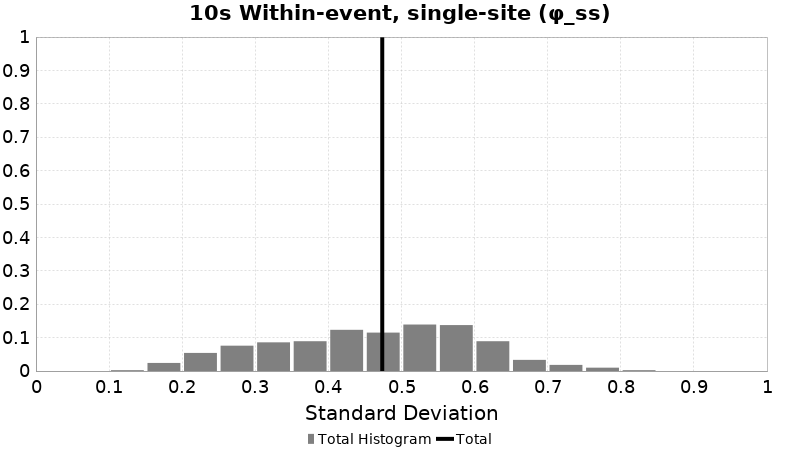 10s Within-event, single-site (φ_ss)
1
0.9
0.8
0.7
0.6
0.5
0.4
0.3
0.2
0.1
0
0 0.1 0.2 0.3 0.4 0.5 0.6 0.7 0.8 0.9 1
Standard Deviation
Total Histogram Total